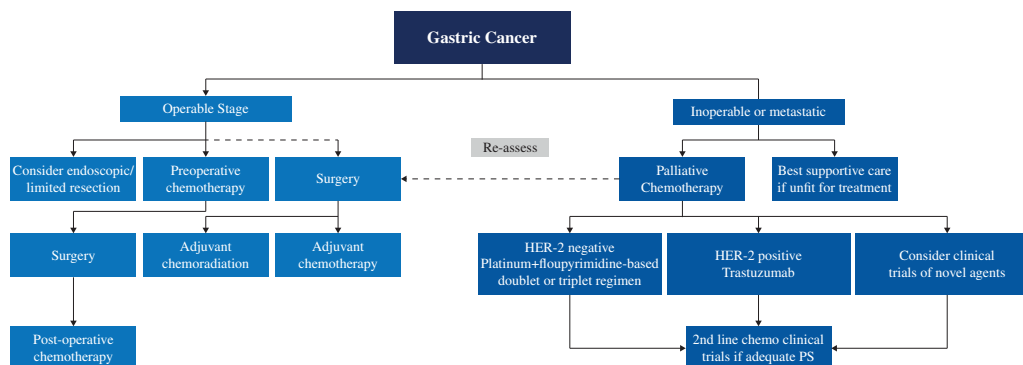 Gastric Cancer
Operable Stage
Inoperable or metastatic
Re-assess
Consider endoscopic/
limited resection
Preoperative
chemotherapy
Surgery
Palliative
Chemotherapy
Best supportive care
if unfit for treatment
Surgery
Adjuvant
chemoradiation
Adjuvant
chemotherapy
HER-2 negative
Platinum+floupyrimidine-based
doublet or triplet regimen
HER-2 positive
Trastuzumab
Consider clinical
trials of novel agents
Post-operative
chemotherapy
2nd line chemo clinical
trials if adequate PS